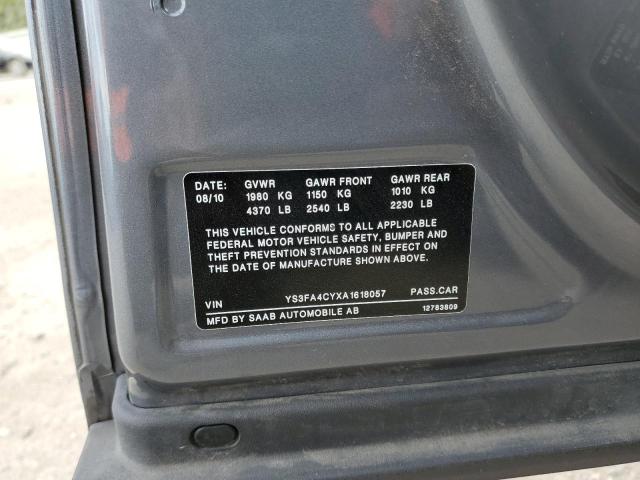 DATE: GVWR GAWR FRONT GAWR REAR
08/10 1980 KG 1150 KG 1010 KG
4370 LB 2540 LB 2230 LB
THIS VEHICLE CONFORMS TO ALL APPLICABLE
FEDERAL MOTOR VEHICLE SAFETY, BUMPER AND
THEFT PREVENTION STANDARDS IN EFFECT ON
THE DATE OF MANUFACTURE SHOWN ABOVE.
VIN YS3FA4CYXA1618057 PASS.CAR
MFD BY SAAB AUTOMOBILE AB 12783809